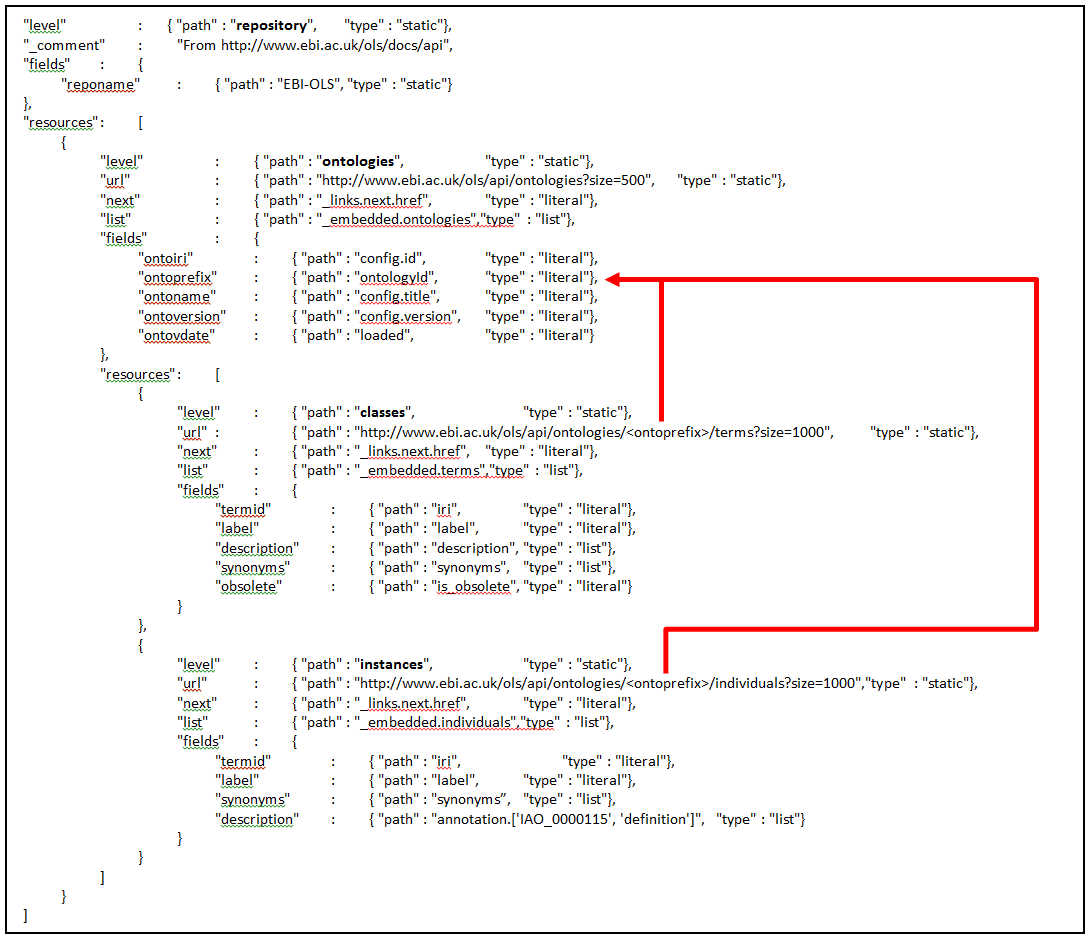 "level" : { "path" : "repository", "type" : "static"},
"_comment" : "From http://www.ebi.ac.uk/ols/docs/api",
"fields" : {
"reponame" : { "path" : "EBI-OLS", "type" : "static"}
},
"resources" : [
{
"level" : { "path" : "ontologies", "type" : "static"},
"url" : { "path" : "http://www.ebi.ac.uk/ols/api/ontologies?size=500", "type" : "static"},
"next" : { "path" : "_links.next.href", "type" : "literal"},
"list" : { "path" : "_embedded.ontologies","type" : "list"},
"fields" : {
"ontoiri" : { "path" : "config.id", "type" : "literal"},
"ontoprefix" : { "path" : "ontologyId", "type" : "literal"},
"ontoname" : { "path" : "config.title", "type" : "literal"},
"ontoversion" : { "path" : "config.version", "type" : "literal"},
"ontovdate" : { "path" : "loaded", "type" : "literal"}
},
"resources" : [
{
"level" : { "path" : "classes", "type" : "static"},
"url" : { "path" : "http://www.ebi.ac.uk/ols/api/ontologies/<ontoprefix>/terms?size=1000", "type" : "static"},
"next" : { "path" : "_links.next.href", "type" : "literal"},
"list" : { "path" : "_embedded.terms","type" : "list"},
"fields" : {
"termid" : { "path" : "iri", "type" : "literal"},
"label" : { "path" : "label", "type" : "literal"},
"description" : { "path" : "description", "type" : "list"},
"synonyms" : { "path" : "synonyms", "type" : "list"},
"obsolete" : { "path" : "is_obsolete", "type" : "literal"}
}
},
{
"level" : { "path" : "instances", "type" : "static"},
"url" : { "path" : "http://www.ebi.ac.uk/ols/api/ontologies/<ontoprefix>/individuals?size=1000","type" : "static"},
"next" : { "path" : "_links.next.href", "type" : "literal"},
"list" : { "path" : "_embedded.individuals","type" : "list"},
"fields" : {
"termid" : { "path" : "iri", "type" : "literal"},
"label" : { "path" : "label", "type" : "literal"},
"synonyms" : { "path" : "synonyms”, "type" : "list"},
"description" : { "path" : "annotation.['IAO_0000115', 'definition']", "type" : "list"}
}
}
]
}
]